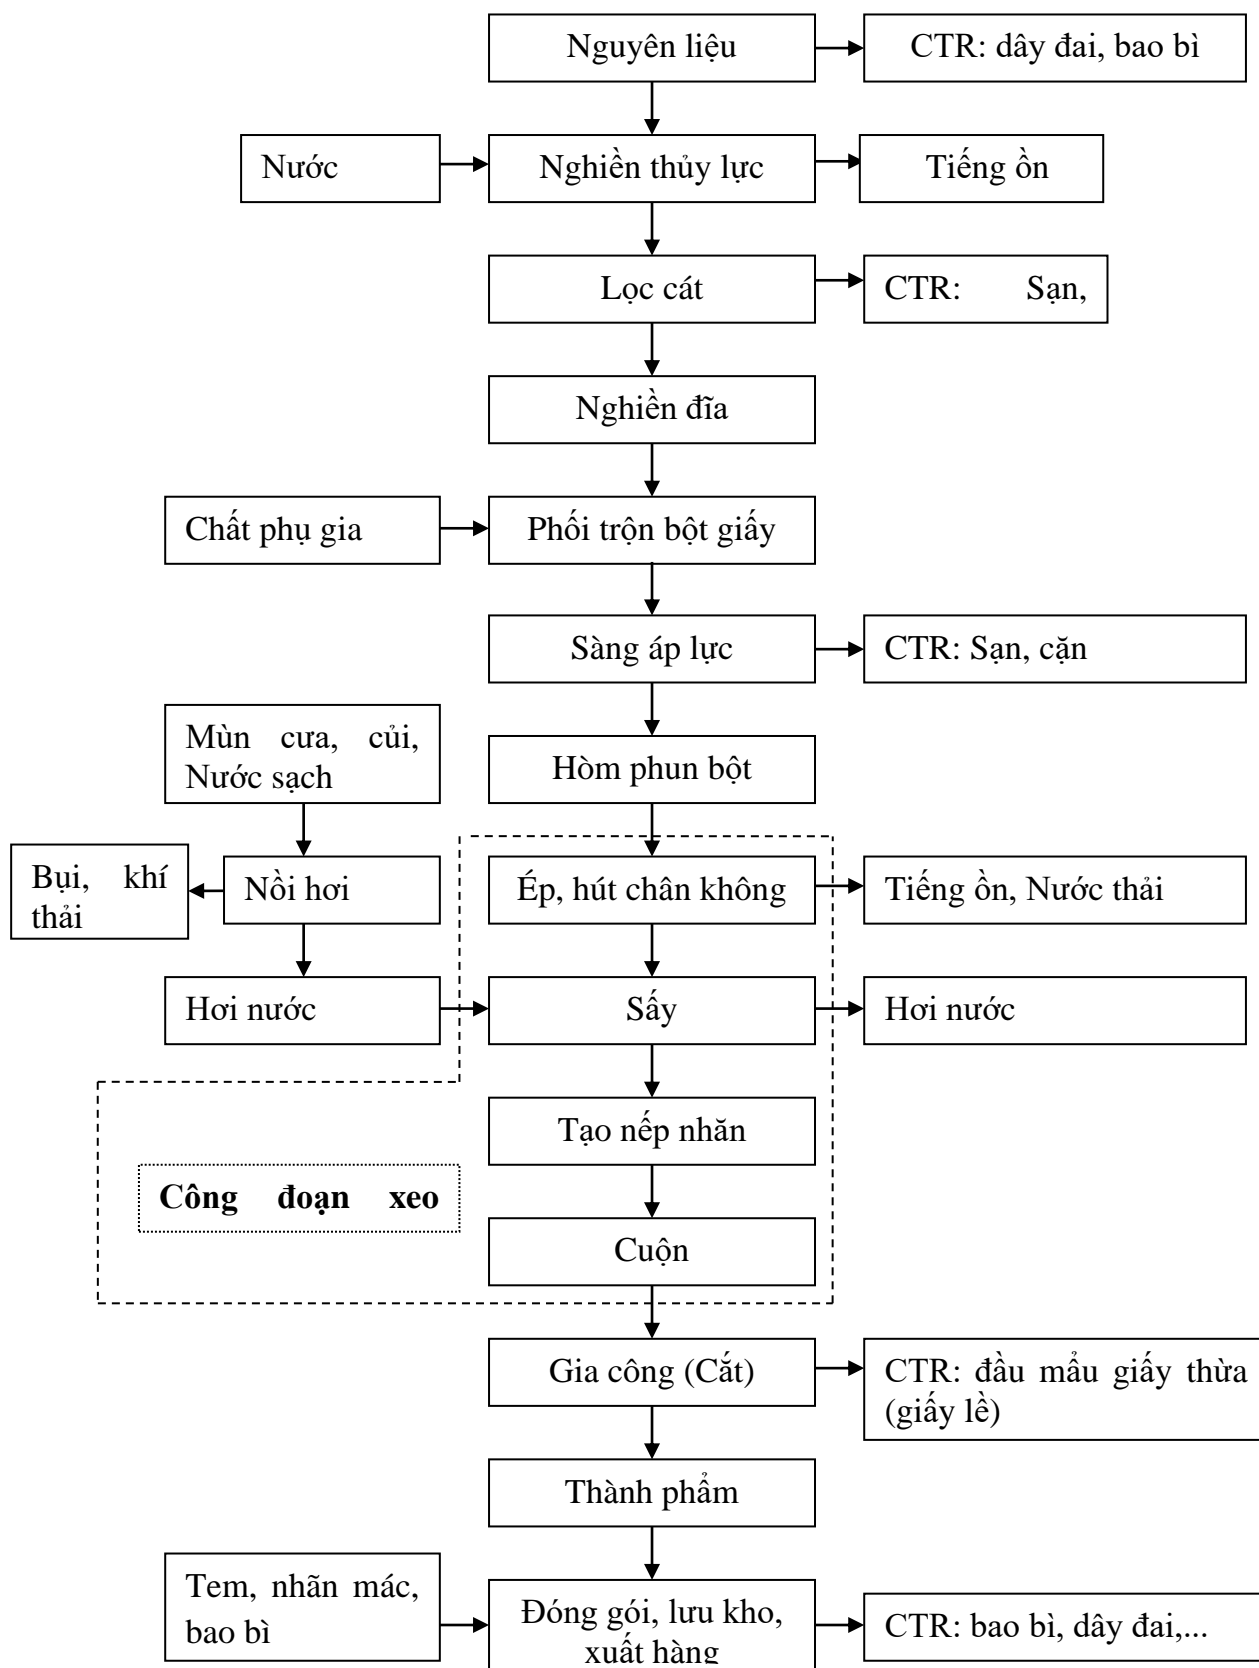 Nguyên liệu
CTR: dây đai, bao bì
Nước
Nghiền thủy lực
Tiếng ồn
Lọc cát
CTR: Sạn,
Nghiền đĩa
Chất phụ gia
Phối trộn bột giấy
Sàng áp lực
CTR: Sạn, cặn
Mùn cưa, củi,
Nước sạch
Hòm phun bột
Bụi, khí
thải
Nồi hơi
Ép, hút chân không
Tiếng ồn, Nước thải
Hơi nước
Sấy
Hơi nước
Tạo nếp nhăn
Công đoạn xeo
Cuộn
Gia công (Cắt)
CTR: đầu mẩu giấy thừa
(giấy lề)
Thành phẩm
Tem, nhãn mác,
bao bì
Đóng gói, lưu kho,
xuất hàng
CTR: bao bì, dây đai,...